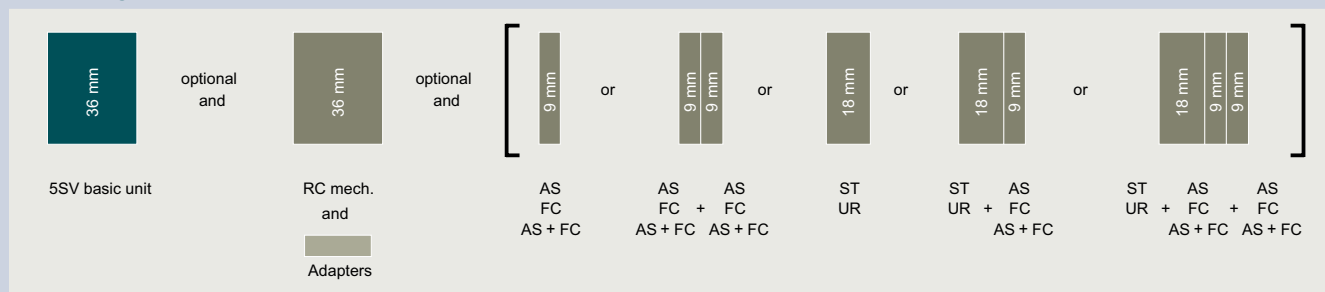 36 mm
optional
and
36 mm
optional
and
9 mm
or
9 mm
9 mm
or
18 mm
or
18 mm
9 mm
or
18 mm
9 mm
9 mm
5SV basic unit
RC mech.
and
Adapters
AS
FC
AS + FC
AS AS
FC + FC
AS + FC AS + FC
ST
UR
ST AS
UR + FC
AS + FC
ST AS AS
UR + FC + FC
AS + FC AS + FC